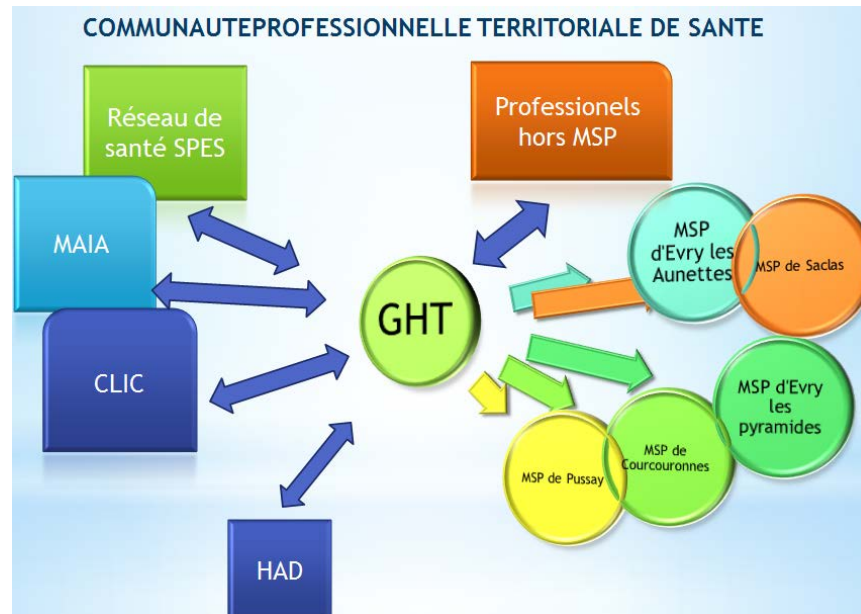 COMMUNAUTEPROFESSIONNELLE TERRITORIALE DE SANTE
Réseau de
santé SPES
Professionels
hors MSP
MAIA
MSP
d'Evry les
Aunettes
MSP de Saclas
GHT
CLIC
MSP d'Evry
les
pyramides
MSP de
Courcouronnes
MSP de Pussay
HAD